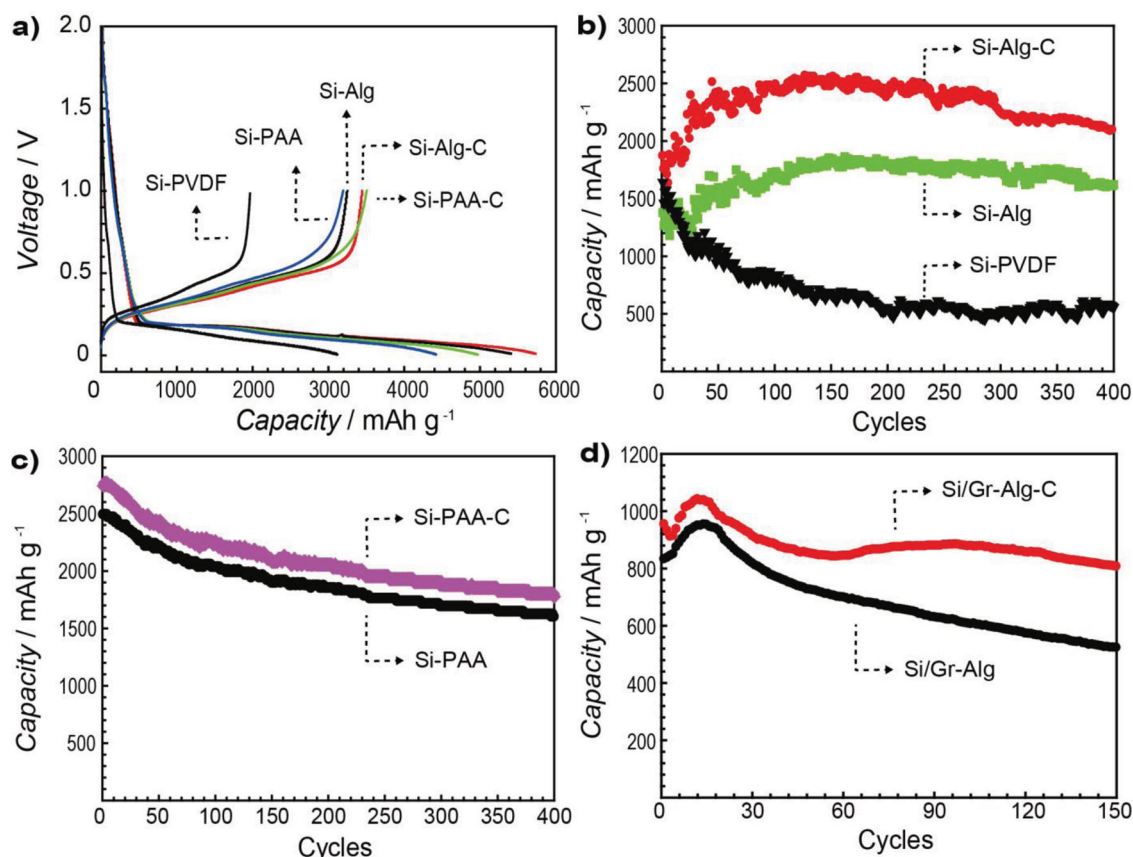 a)
2.0
1.5
1.0
0.5
0
Voltage / V
Si-PVDF
Si-PAA
Si-Alg
Si-Alg-C
Si-PAA-C
0 1000 2000 3000 4000 5000 6000
Capacity / mAh g⁻¹
b)
3000
2500
2000
1500
1000
500
Capacity / mAh g⁻¹
Si-Alg-C
Si-Alg
Si-PVDF
0 50 100 150 200 250 300 350 400
Cycles
c)
3000
2500
2000
1500
1000
500
Capacity / mAh g⁻¹
Si-PAA-C
Si-PAA
0 50 100 150 200 250 300 350 400
Cycles
d)
1200
1000
800
600
400
200
Capacity / mAh g⁻¹
Si/Gr-Alg-C
Si/Gr-Alg
0 30 60 90 120 150
Cycles